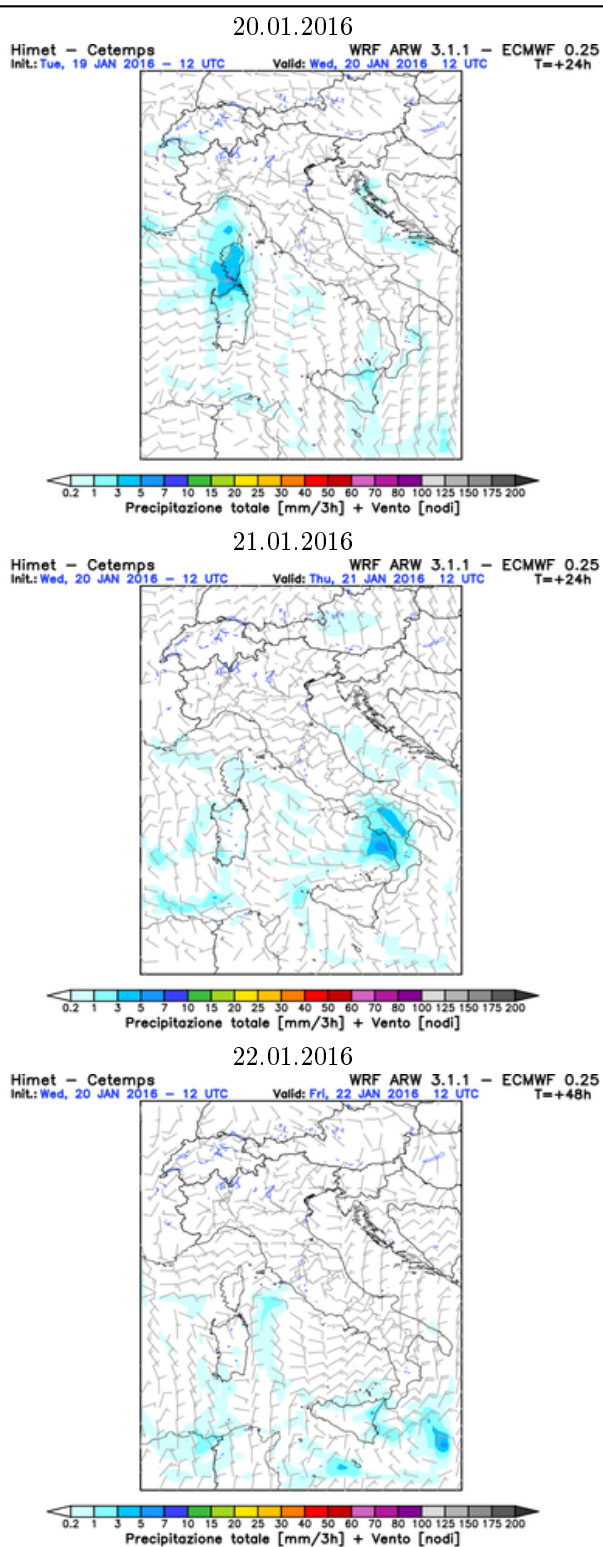 20.01.2016
Himet – Cetemps WRF ARW 3.1.1 – ECMWF 0.25
Init.: Tue, 19 JAN 2016 – 12 UTC Valid: Wed, 20 JAN 2016 12 UTC T=+24h
0.2 1 3 5 7 10 15 20 25 30 40 50 60 70 80 100 125 150 175 200
Precipitazione totale [mm/3h] + Vento [nodi]
21.01.2016
Himet – Cetemps WRF ARW 3.1.1 – ECMWF 0.25
Init.: Wed, 20 JAN 2016 – 12 UTC Valid: Thu, 21 JAN 2016 12 UTC T=+24h
0.2 1 3 5 7 10 15 20 25 30 40 50 60 70 80 100 125 150 175 200
Precipitazione totale [mm/3h] + Vento [nodi]
22.01.2016
Himet – Cetemps WRF ARW 3.1.1 – ECMWF 0.25
Init.: Wed, 20 JAN 2016 – 12 UTC Valid: Fri, 22 JAN 2016 12 UTC T=+48h
0.2 1 3 5 7 10 15 20 25 30 40 50 60 70 80 100 125 150 175 200
Precipitazione totale [mm/3h] + Vento [nodi]